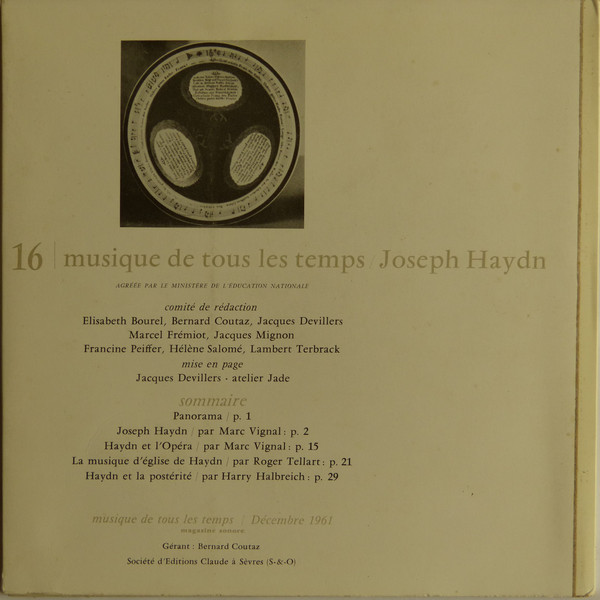 16 | musique de tous les temps / Joseph Haydn
AGRÉÉE PAR LE MINISTÈRE DE L'ÉDUCATION NATIONALE
comité de rédaction
Elisabeth Bourel, Bernard Coutaz, Jacques Devillers
Marcel Frémiot, Jacques Mignon
Francine Peiffer, Hélène Salomé, Lambert Terbrack
mise en page
Jacques Devillers - atelier Jade
sommaire
Panorama / p. 1
Joseph Haydn / par Marc Vignal : p. 2
Haydn et l'Opéra / par Marc Vignal : p. 15
La musique d'église de Haydn / par Roger Tellart : p. 21
Haydn et la postérité / par Harry Halbreich : p. 29
musique de tous les temps / Décembre 1961
magazine sonore
Gérant : Bernard Coutaz
Société d'Editions Claude à Sèvres (S-&-O)